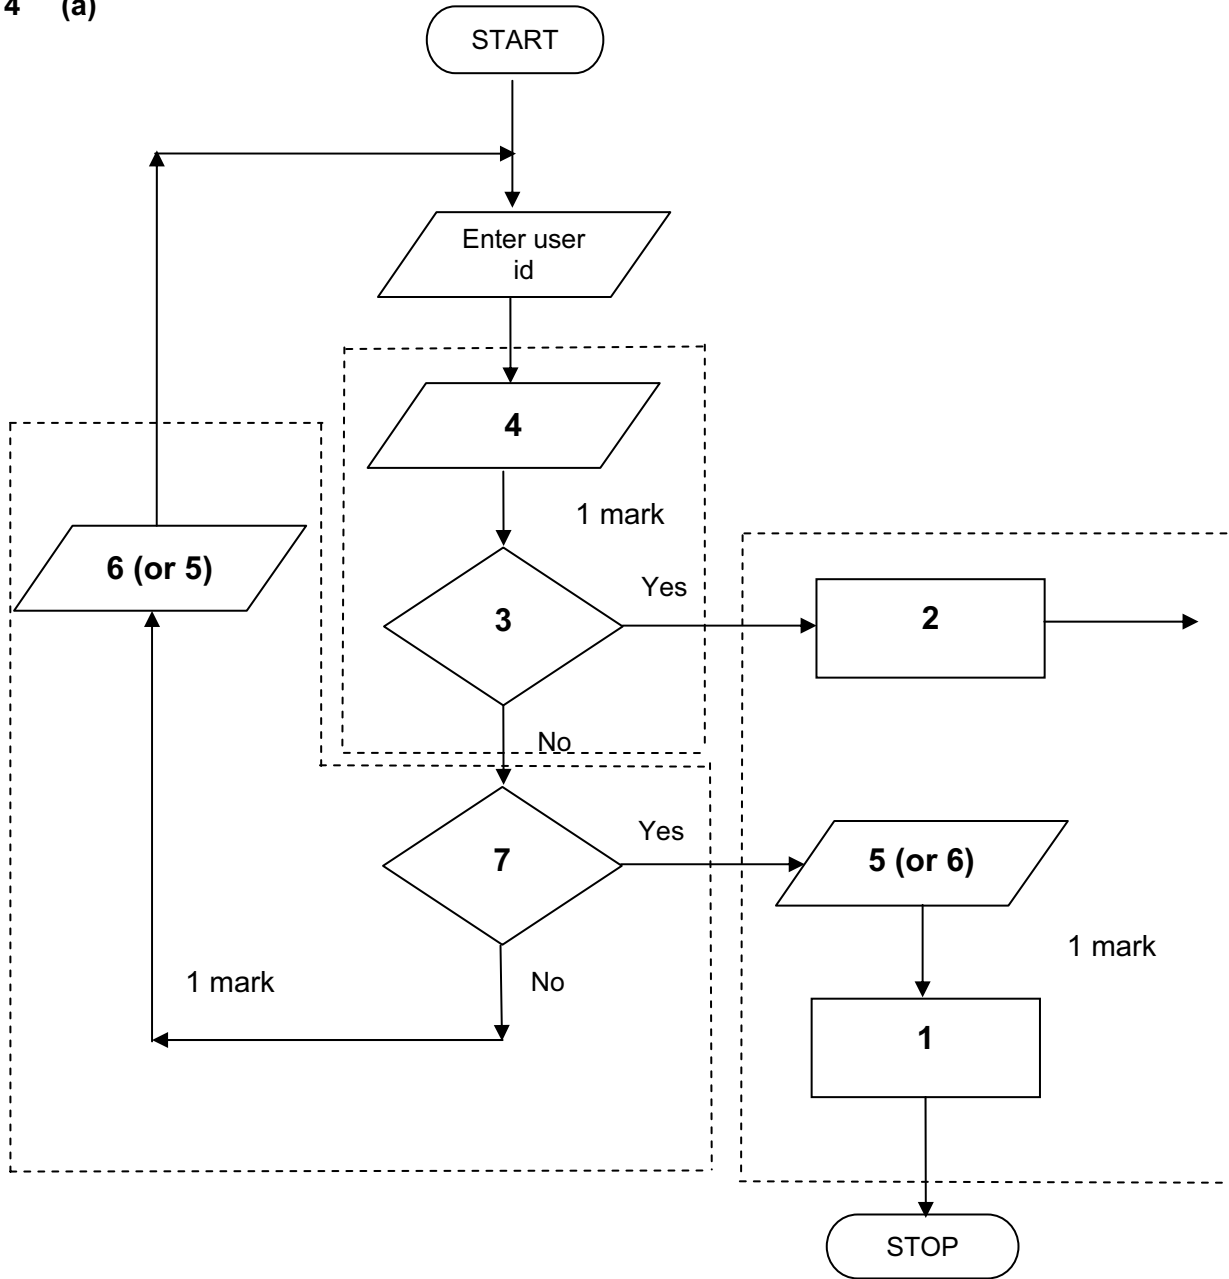 4 (a)
START
Enter user
id
4
1 mark
6 (or 5)
Yes
3
2
No
Yes
7
5 (or 6)
1 mark
1 mark
No
1
STOP